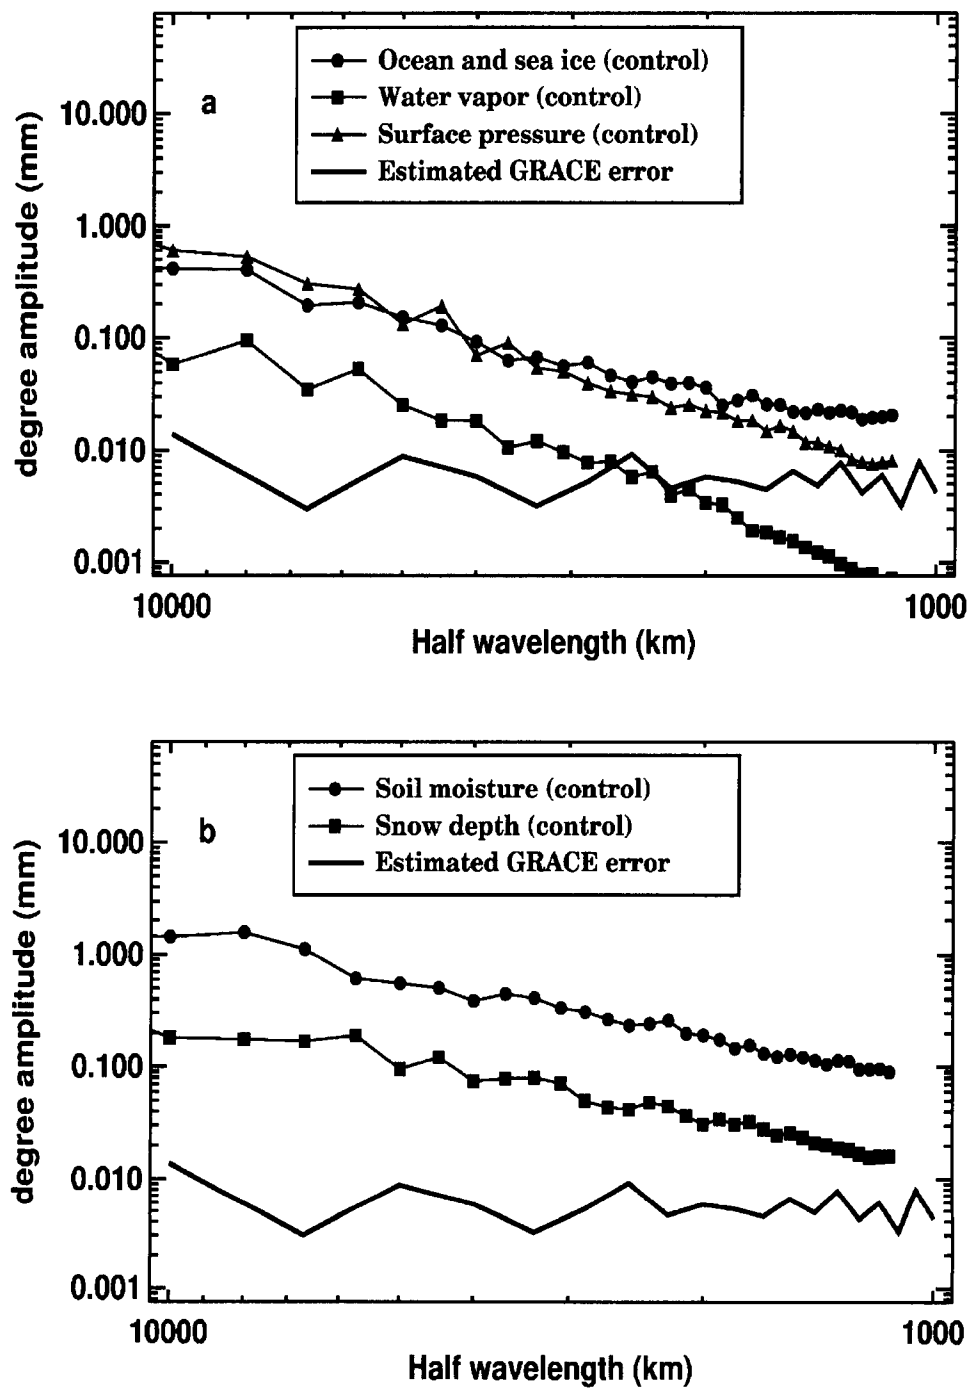 Ocean and sea ice (control)
Water vapor (control)
Surface pressure (control)
Estimated GRACE error
a
10.000
1.000
0.100
0.010
0.001
degree amplitude (mm)
10000
1000
Half wavelength (km)
Soil moisture (control)
Snow depth (control)
Estimated GRACE error
b
10.000
1.000
0.100
0.010
0.001
degree amplitude (mm)
10000
1000
Half wavelength (km)